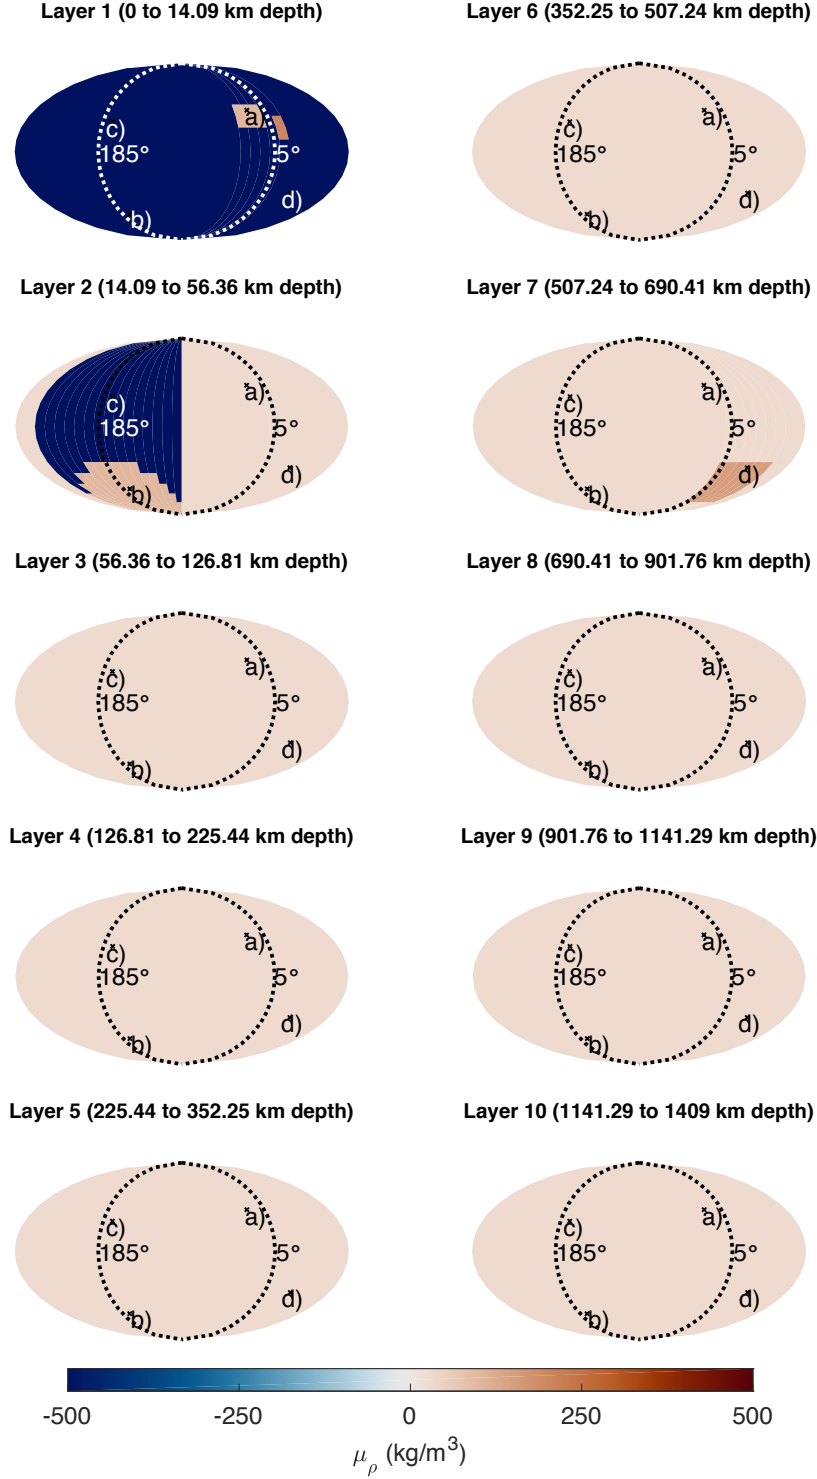 Layer 1 (0 to 14.09 km depth)
a)
c)
185°
5°
d)
b)
Layer 2 (14.09 to 56.36 km depth)
a)
c)
185°
5°
d)
b)
Layer 3 (56.36 to 126.81 km depth)
a)
c)
185°
5°
d)
b)
Layer 4 (126.81 to 225.44 km depth)
a)
c)
185°
5°
d)
b)
Layer 5 (225.44 to 352.25 km depth)
a)
c)
185°
5°
d)
b)
Layer 6 (352.25 to 507.24 km depth)
a)
c)
185°
5°
d)
b)
Layer 7 (507.24 to 690.41 km depth)
a)
c)
185°
5°
d)
b)
Layer 8 (690.41 to 901.76 km depth)
a)
c)
185°
5°
d)
b)
Layer 9 (901.76 to 1141.29 km depth)
a)
c)
185°
5°
d)
b)
Layer 10 (1141.29 to 1409 km depth)
a)
c)
185°
5°
d)
b)
-500 -250 0 250 500
μρ (kg/m³)